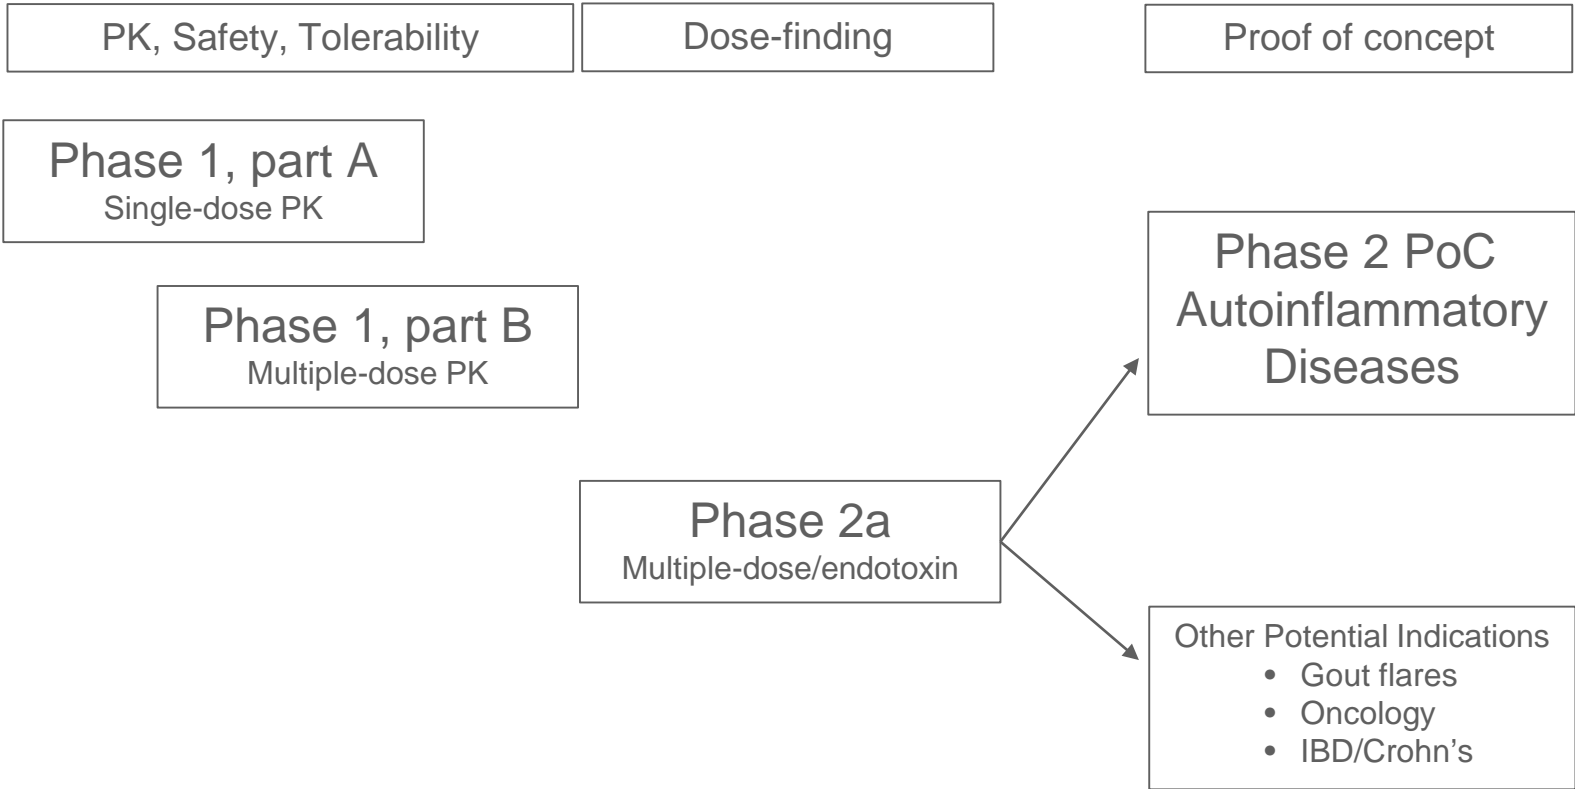 PK, Safety, Tolerability
Dose-finding
Proof of concept
Phase 1, part A
Single-dose PK
Phase 1, part B
Multiple-dose PK
Phase 2 PoC
Autoinflammatory
Diseases
Phase 2a
Multiple-dose/endotoxin
Other Potential Indications
• Gout flares
• Oncology
• IBD/Crohn’s